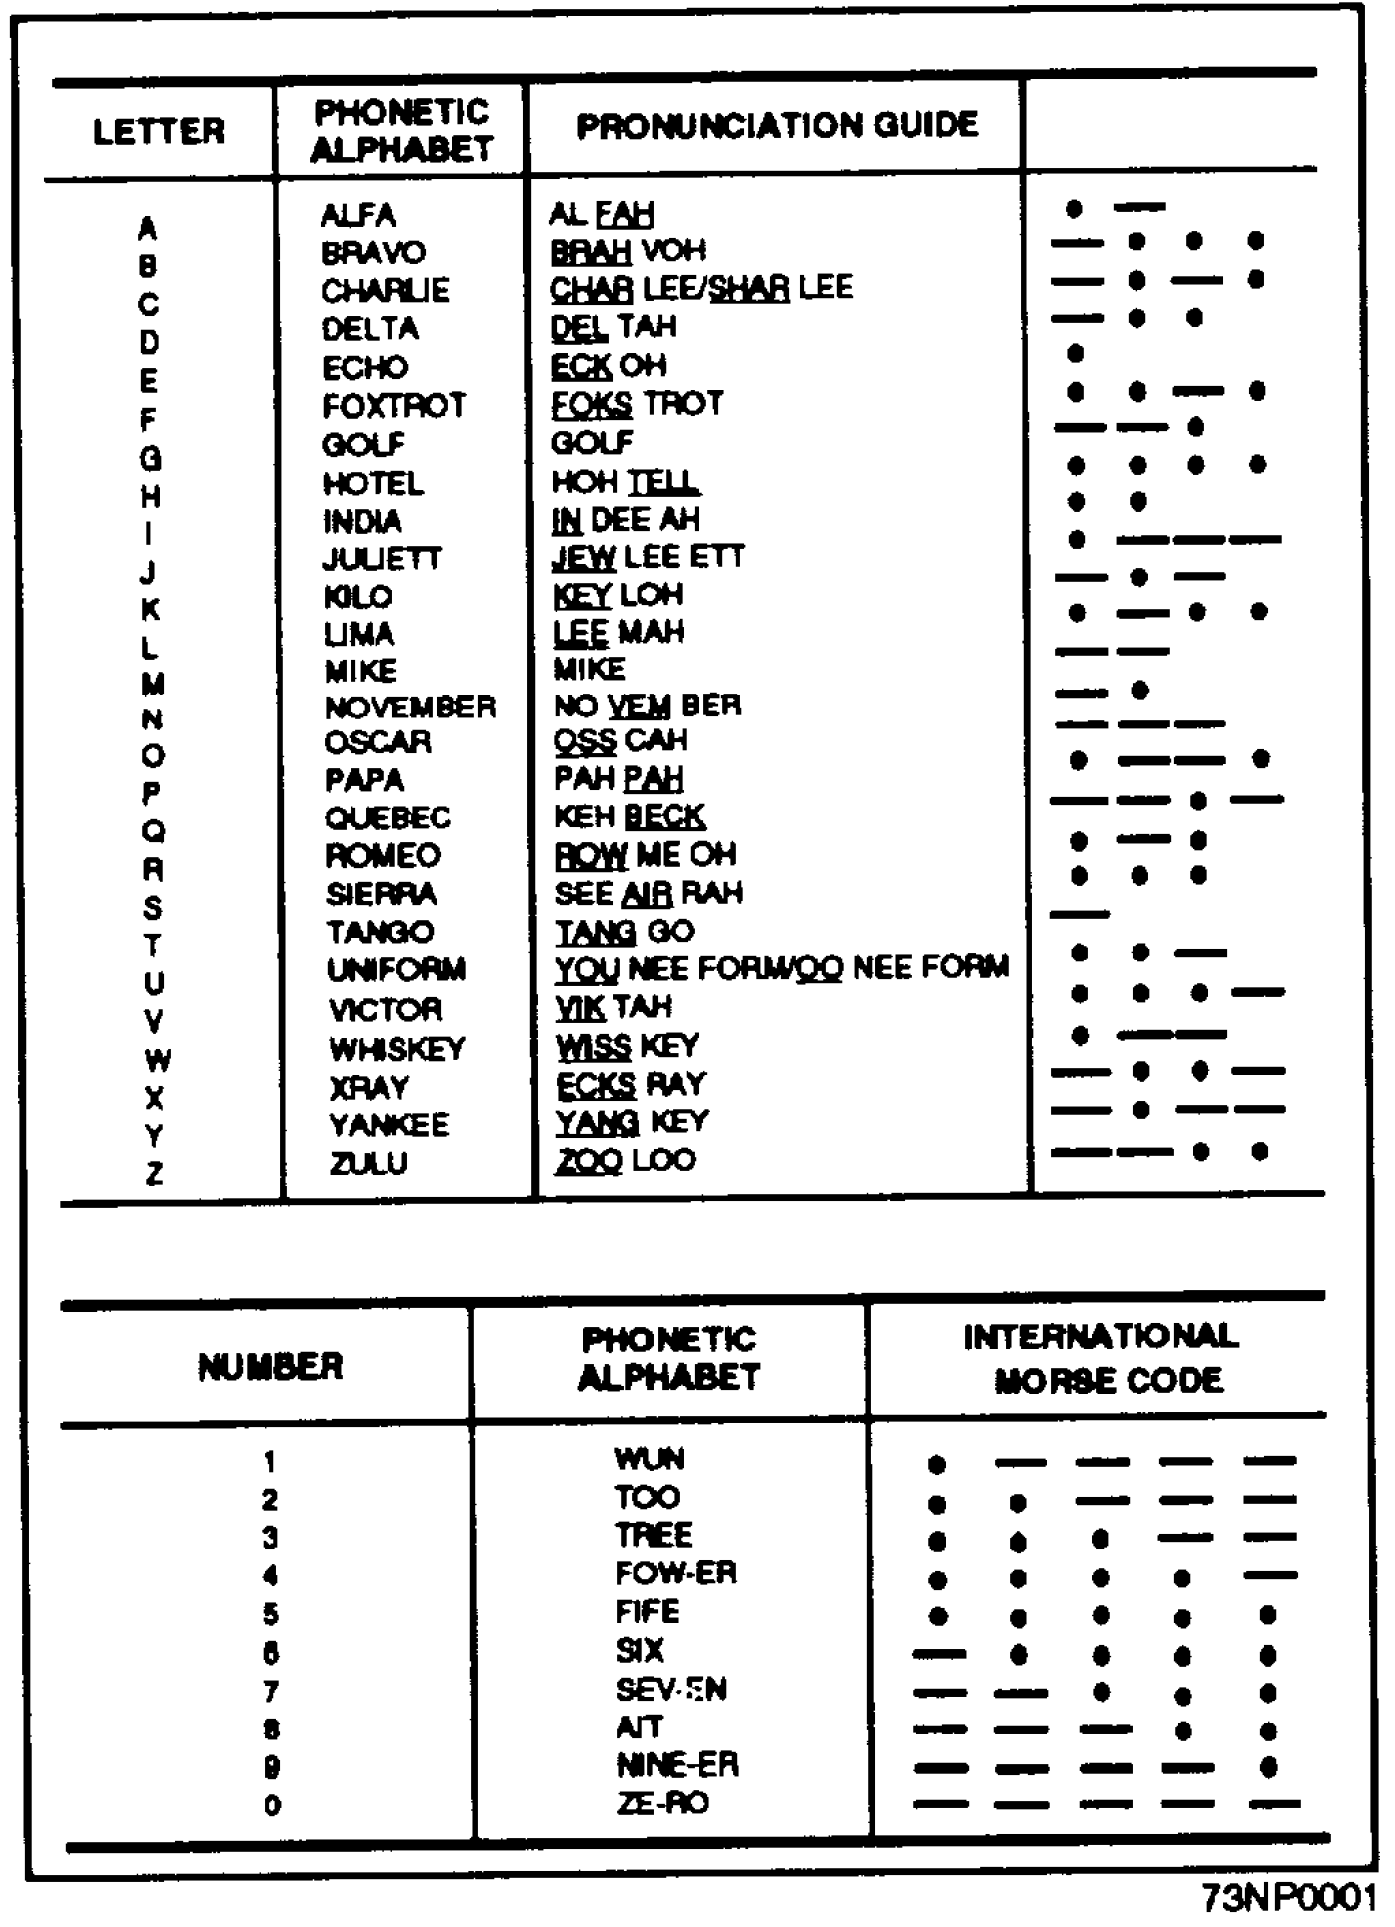 LETTER PHONETIC ALPHABET PRONUNCIATION GUIDE
A ALFA AL FAH • —
B BRAVO BRAH VOH — • • •
C CHARLIE CHAR LEE/SHAR LEE — • — •
D DELTA DEL TAH — • •
E ECHO ECK OH •
F FOXTROT FOKS TROT • • — •
G GOLF GOLF — — •
H HOTEL HOH TELL • • • •
I INDIA IN DEE AH • •
J JULIETT JEW LEE ETT • — — —
K KILO KEY LOH — • —
L LIMA LEE MAH • — • •
M MIKE MIKE — —
N NOVEMBER NO VEM BER — •
O OSCAR OSS CAH — — —
P PAPA PAH PAH • — — •
Q QUEBEC KEH BECK — — • —
R ROMEO ROW ME OH • — •
S SIERRA SEE AIR RAH • • •
T TANGO TANG GO —
U UNIFORM YOU NEE FORM/OO NEE FORM • • —
V VICTOR VIK TAH • • • —
W WHISKEY WISS KEY • — —
X XRAY ECKS RAY — • • —
Y YANKEE YANG KEY — • — —
Z ZULU ZOO LOO — — • •
NUMBER PHONETIC ALPHABET INTERNATIONAL MORSE CODE
1 WUN • — — — —
2 TOO • • — — —
3 TREE • • • — —
4 FOW-ER • • • • —
5 FIFE • • • • •
6 SIX — • • • •
7 SEV-EN — — • • •
8 AIT — — — • •
9 NINE-ER — — — — •
0 ZE-RO — — — — —
73NP0001